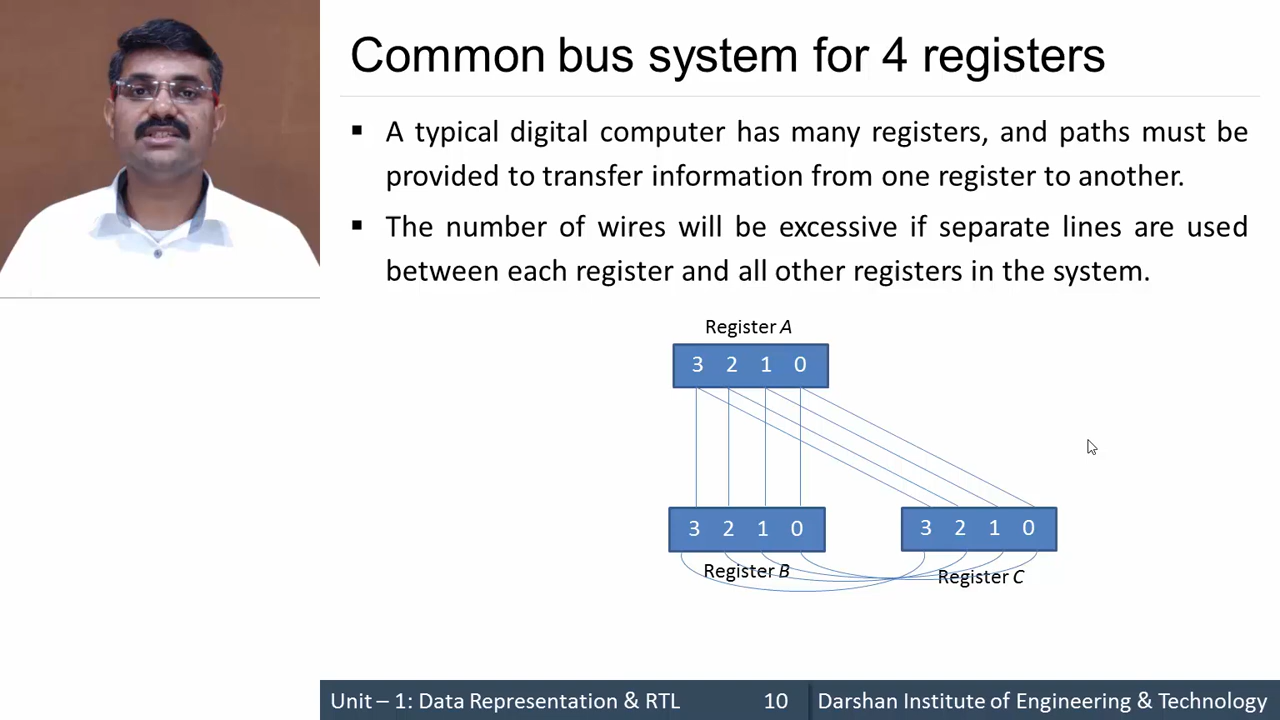 Common bus system for 4 registers
▪ A typical digital computer has many registers, and paths must be
provided to transfer information from one register to another.
▪ The number of wires will be excessive if separate lines are used
between each register and all other registers in the system.
Register A
3 2 1 0
3 2 1 0
3 2 1 0
Register B
Register C
Unit – 1: Data Representation & RTL 10 Darshan Institute of Engineering & Technology